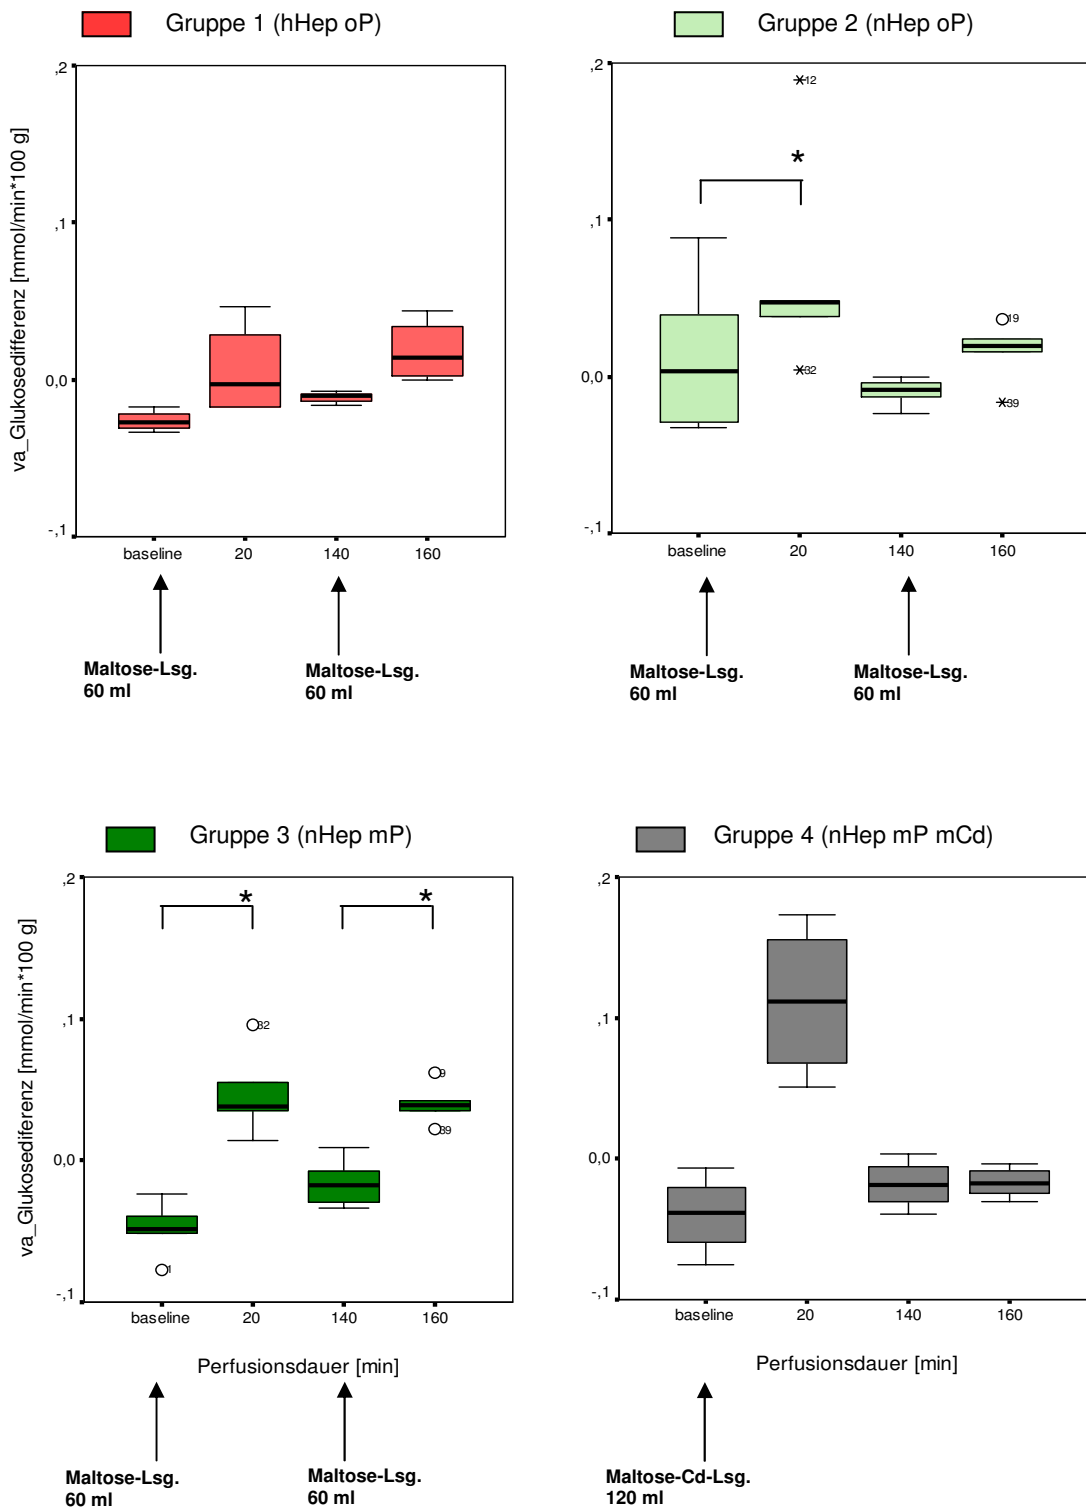 Gruppe 1 (hHep oP)
Gruppe 2 (nHep oP)
va_Glukosedifferenz [mmol/min*100 g]
,2
,1
0,0
-,1
baseline 20 140 160
Maltose-Lsg.
60 ml
Maltose-Lsg.
60 ml
,2
,1
0,0
-,1
*12
*
*32
19
*39
baseline 20 140 160
Maltose-Lsg.
60 ml
Maltose-Lsg.
60 ml
Gruppe 3 (nHep mP)
Gruppe 4 (nHep mP mCd)
va_Glukosediferenz [mmol/min*100 g]
,2
,1
0,0
-,1
* *
32
9
39
1
baseline 20 140 160
Perfusionsdauer [min]
Maltose-Lsg.
60 ml
Maltose-Lsg.
60 ml
,2
,1
0,0
-,1
baseline 20 140 160
Perfusionsdauer [min]
Maltose-Cd-Lsg.
120 ml